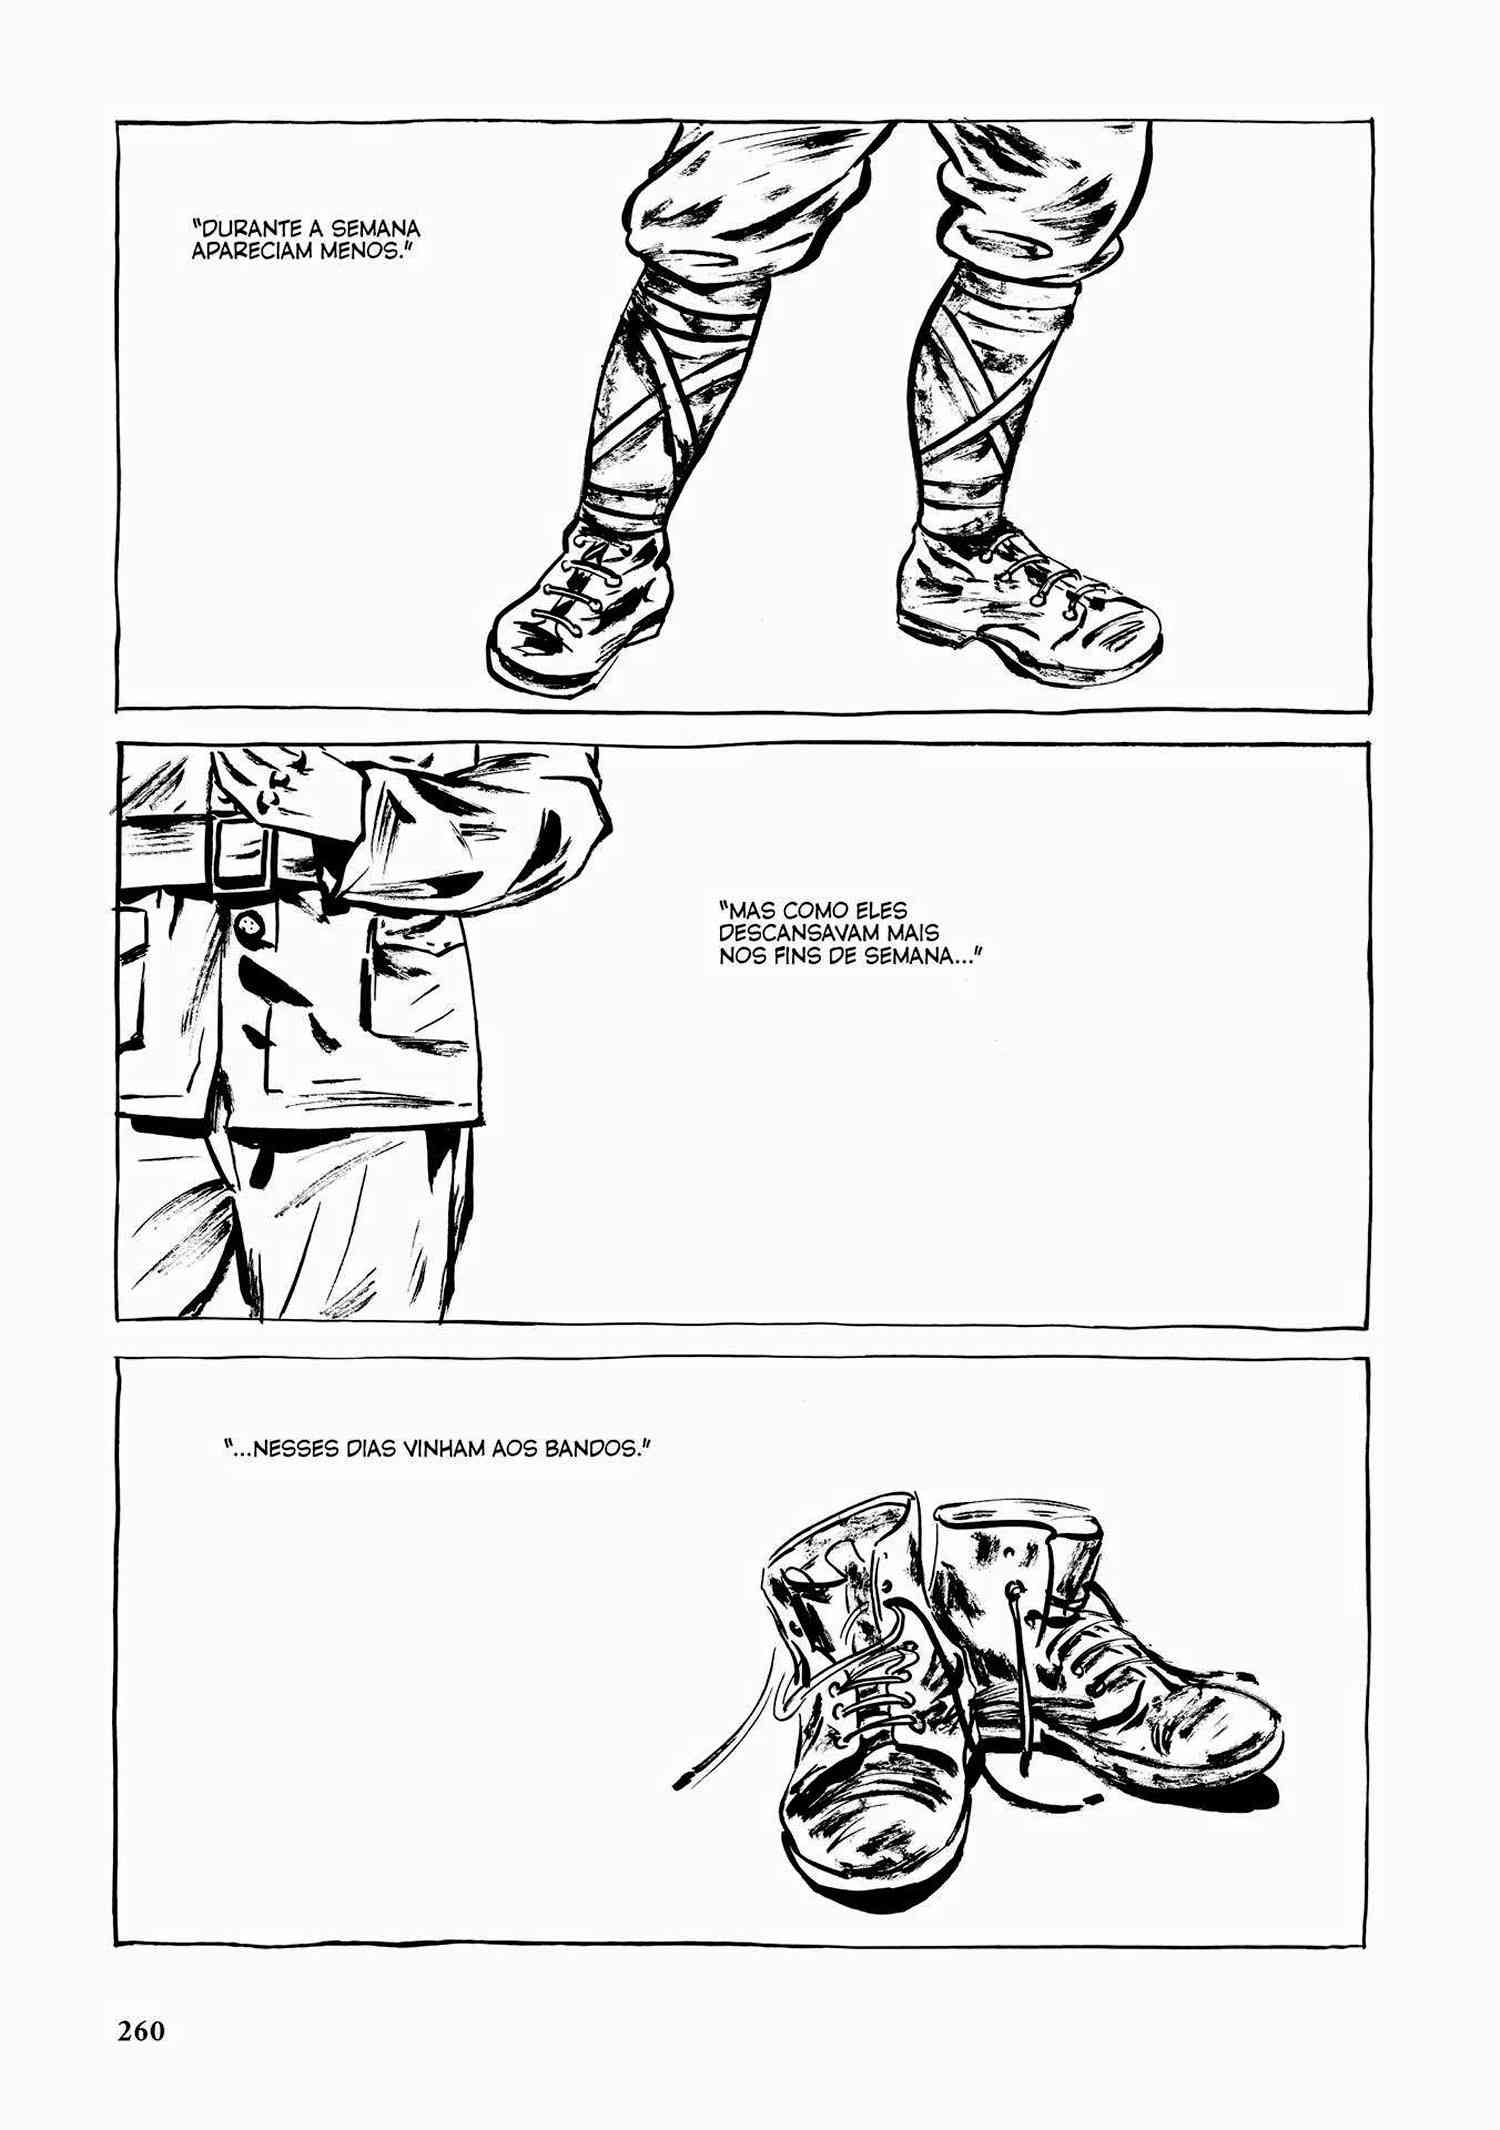 "DURANTE A SEMANA
APARECIAM MENOS."
"MAS COMO ELES
DESCANSAVAM MAIS
NOS FINS DE SEMANA..."
"...NESSES DIAS VINHAM AOS BANDOS."
260